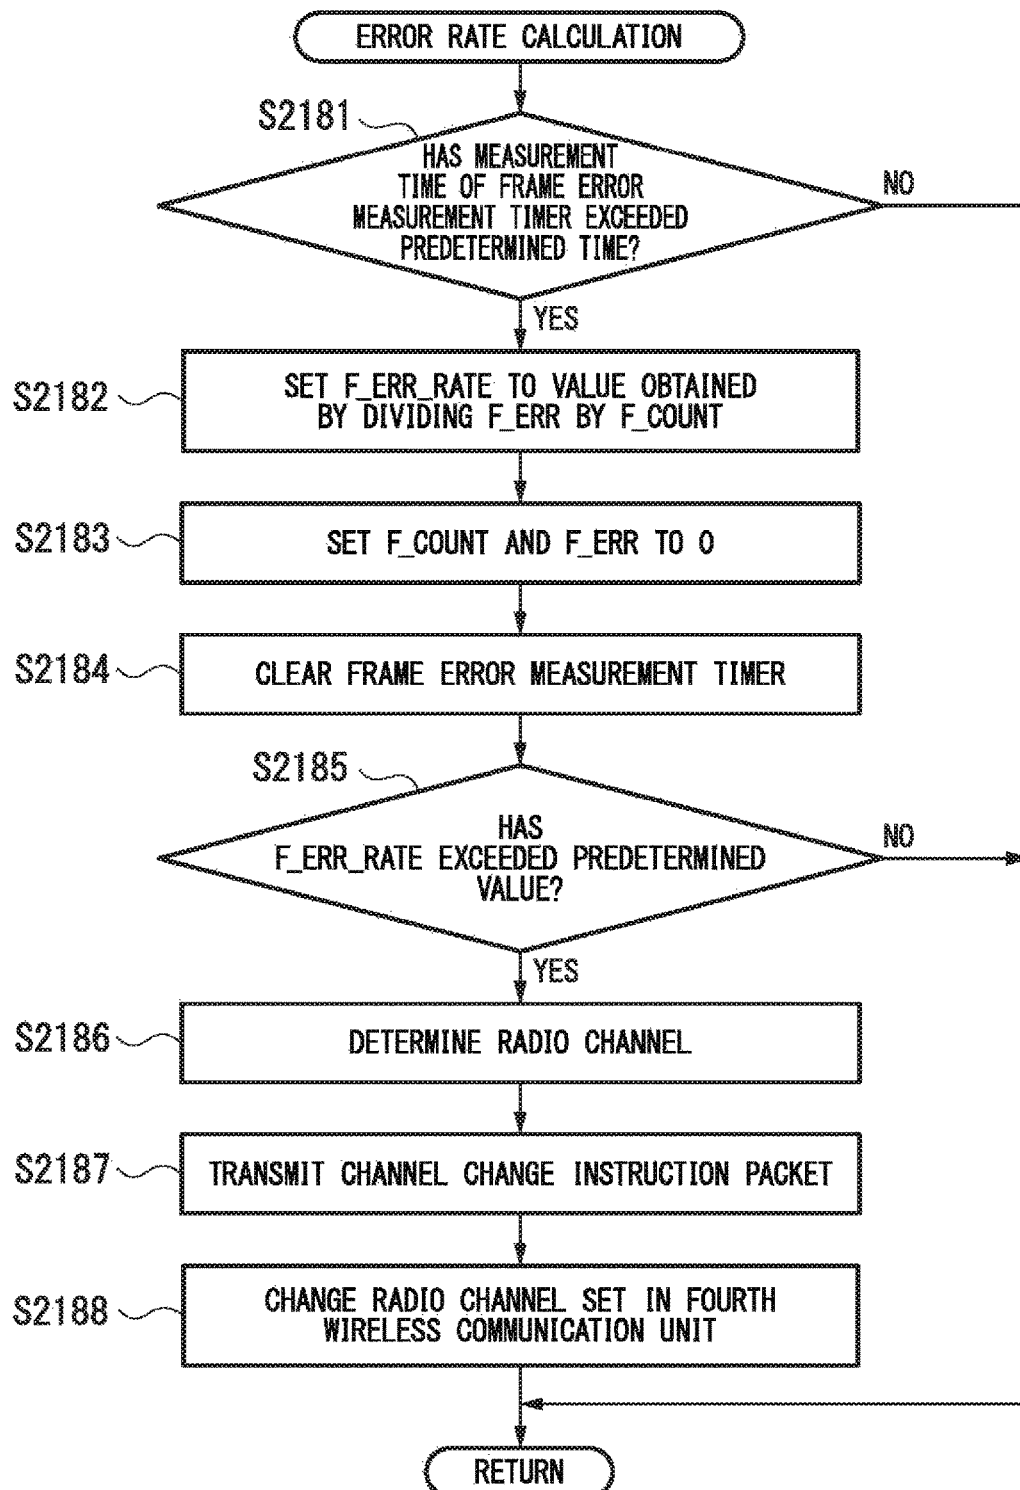 ERROR RATE CALCULATION
S2181
HAS MEASUREMENT
TIME OF FRAME ERROR
MEASUREMENT TIMER EXCEEDED
PREDETERMINED TIME?
NO
YES
S2182
SET F_ERR_RATE TO VALUE OBTAINED
BY DIVIDING F_ERR BY F_COUNT
S2183
SET F_COUNT AND F_ERR TO 0
S2184
CLEAR FRAME ERROR MEASUREMENT TIMER
S2185
HAS
F_ERR_RATE EXCEEDED PREDETERMINED
VALUE?
NO
YES
S2186
DETERMINE RADIO CHANNEL
S2187
TRANSMIT CHANNEL CHANGE INSTRUCTION PACKET
S2188
CHANGE RADIO CHANNEL SET IN FOURTH
WIRELESS COMMUNICATION UNIT
RETURN